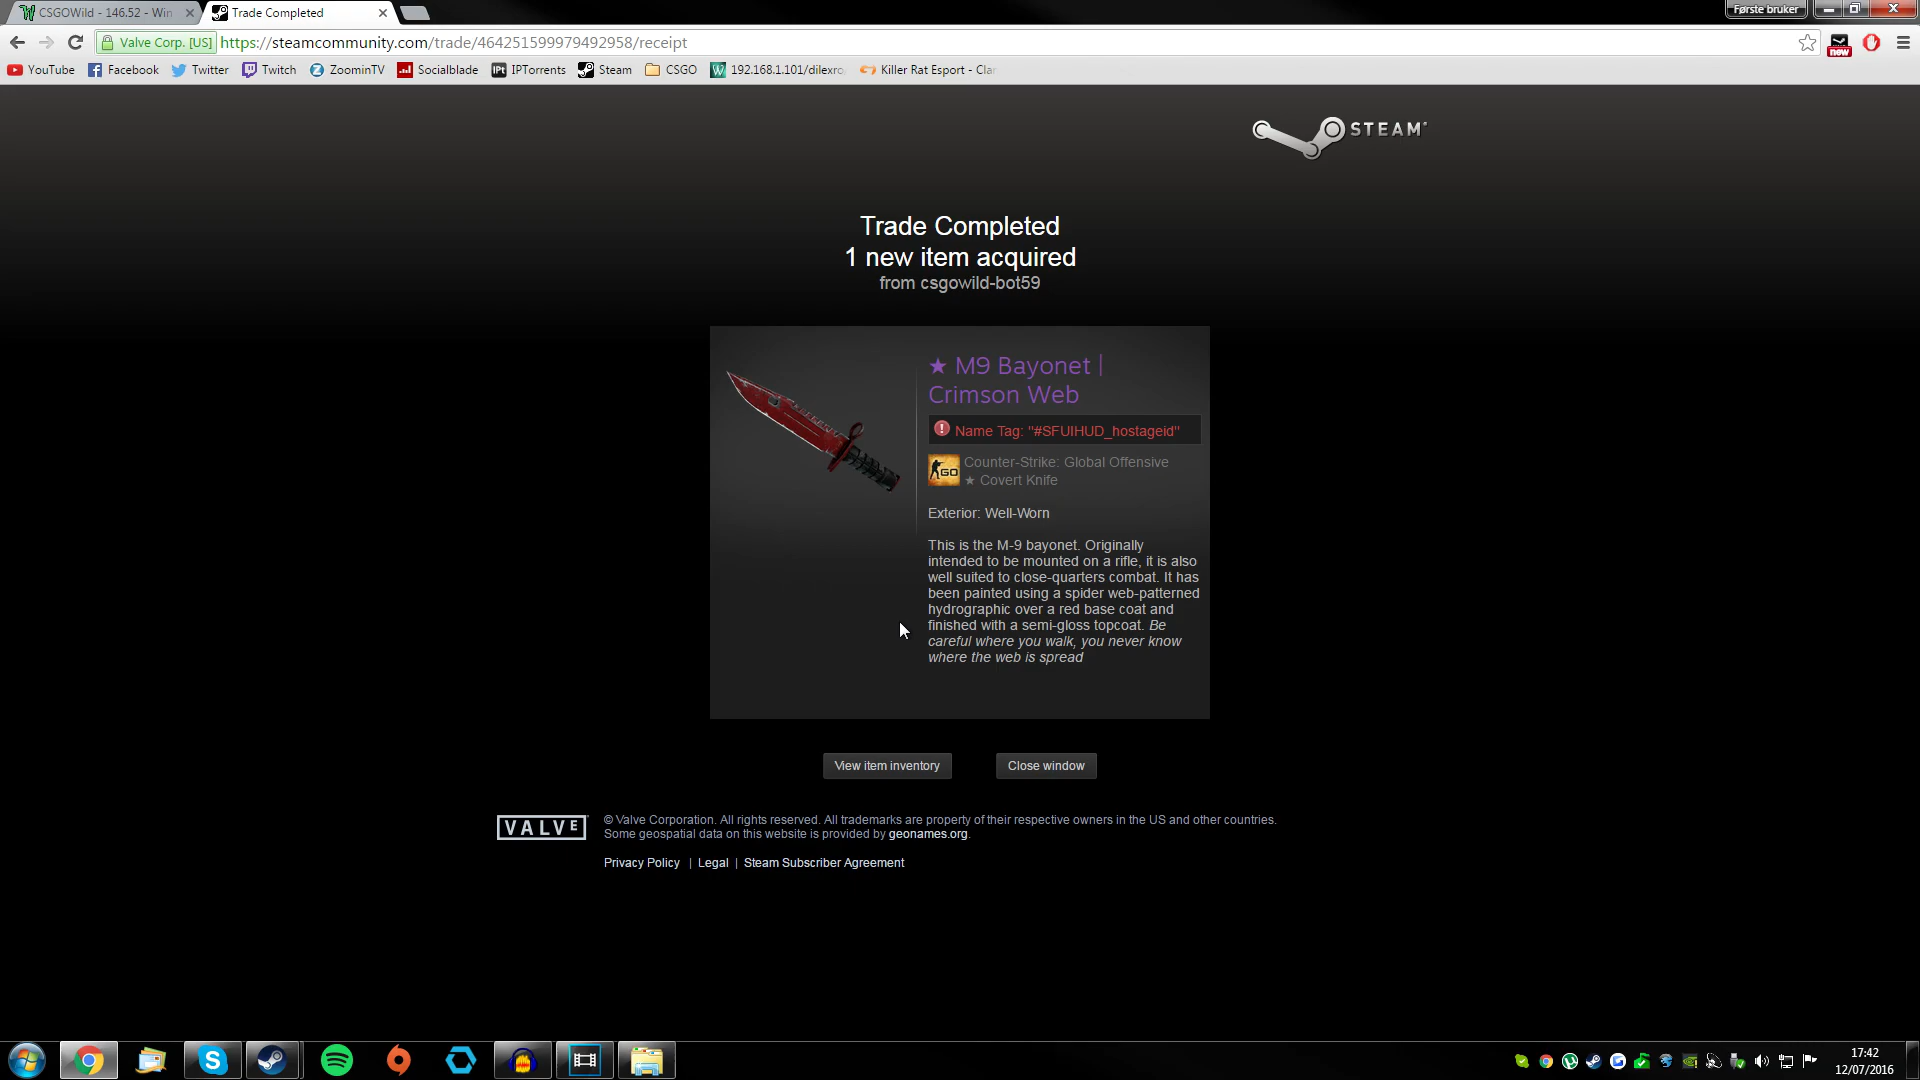 CSGOWild - 146.52 - Win
Trade Completed
Første bruker
Valve Corp. [US] https://steamcommunity.com/trade/464251599979492958/receipt
new
YouTube Facebook Twitter Twitch ZoominTV Socialblade IPTorrents Steam CSGO 192.168.1.101/dilexro Killer Rat Esport - Clan
STEAM
Trade Completed
1 new item acquired
from csgowild-bot59
★ M9 Bayonet |
Crimson Web
Name Tag: ''#SFUIHUD_hostageid''
GO
Counter-Strike: Global Offensive
★ Covert Knife
Exterior: Well-Worn
This is the M-9 bayonet. Originally
intended to be mounted on a rifle, it is also
well suited to close-quarters combat. It has
been painted using a spider web-patterned
hydrographic over a red base coat and
finished with a semi-gloss topcoat. Be
careful where you walk, you never know
where the web is spread
View item inventory
Close window
VALVE
© Valve Corporation. All rights reserved. All trademarks are property of their respective owners in the US and other countries.
Some geospatial data on this website is provided by geonames.org.
Privacy Policy | Legal | Steam Subscriber Agreement
17:42
12/07/2016